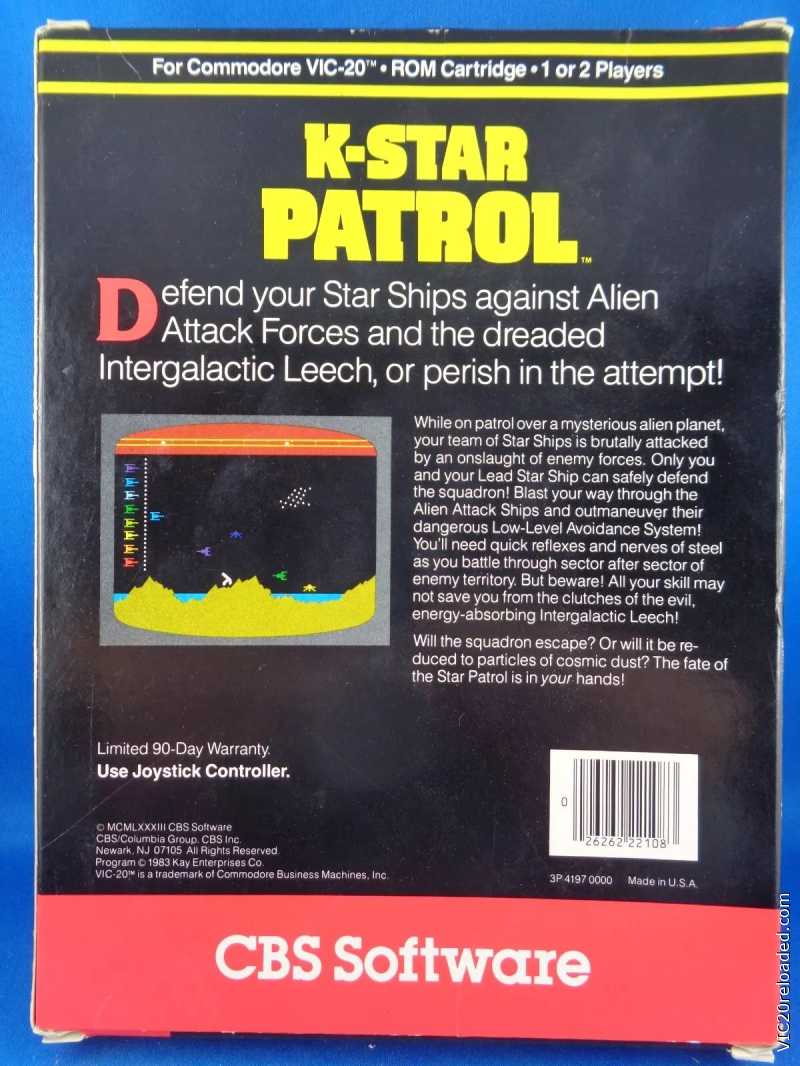 For Commodore VIC-20™ • ROM Cartridge • 1 or 2 Players
K-STAR
PATROL™
Defend your Star Ships against Alien
Attack Forces and the dreaded
Intergalactic Leech, or perish in the attempt!
While on patrol over a mysterious alien planet,
your team of Star Ships is brutally attacked
by an onslaught of enemy forces. Only you
and your Lead Star Ship can safely defend
the squadron! Blast your way through the
Alien Attack Ships and outmaneuver their
dangerous Low-Level Avoidance System!
You'll need quick reflexes and nerves of steel
as you battle through sector after sector of
enemy territory. But beware! All your skill may
not save you from the clutches of the evil,
energy-absorbing Intergalactic Leech!
Will the squadron escape? Or will it be re-
duced to particles of cosmic dust? The fate of
the Star Patrol is in your hands!
Limited 90-Day Warranty.
Use Joystick Controller.
© MCMLXXXIII CBS Software
CBS/Columbia Group. CBS Inc.
Newark, NJ 07105 All Rights Reserved.
Program © 1983 Kay Enterprises Co.
VIC-20™ is a trademark of Commodore Business Machines, Inc.
0 26262 22108
3P 4197 0000 Made in U.S.A.
CBS Software
VIC20reloaded.com